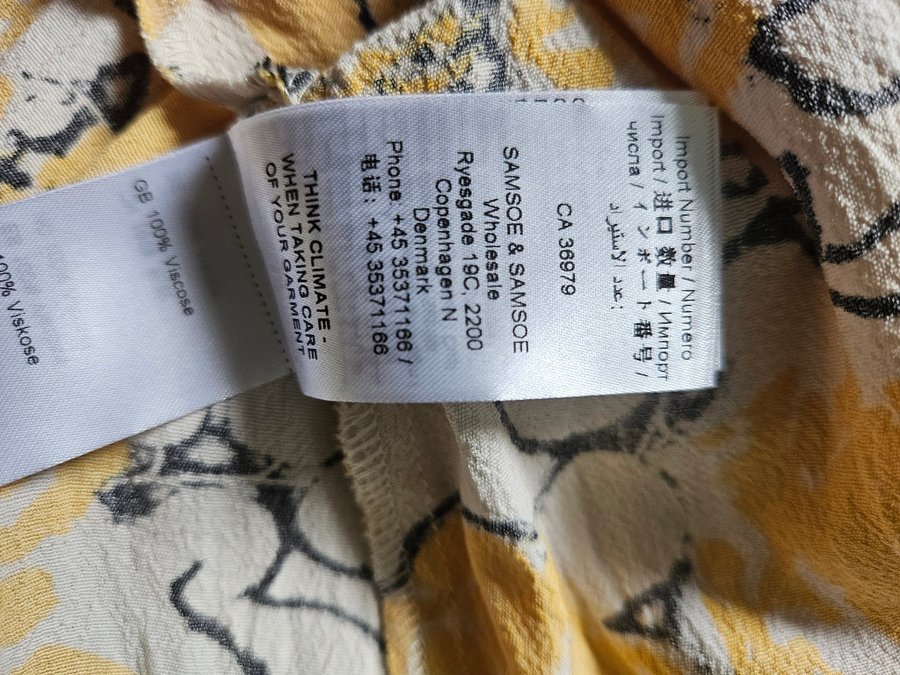 Import Number / Numero
Import / 进口 数量 / Импорт
числа / インポート番号 /
عدد الاستيراد :
CA 36979
SAMSOE & SAMSOE
Wholesale
Ryesgade 19C, 2200
Copenhagen N
Denmark
Phone. +45 35371166 /
电话: +45 35371166
THINK CLIMATE -
WHEN TAKING CARE
OF YOUR GARMENT
GB 100% Viscose
100% Viskose